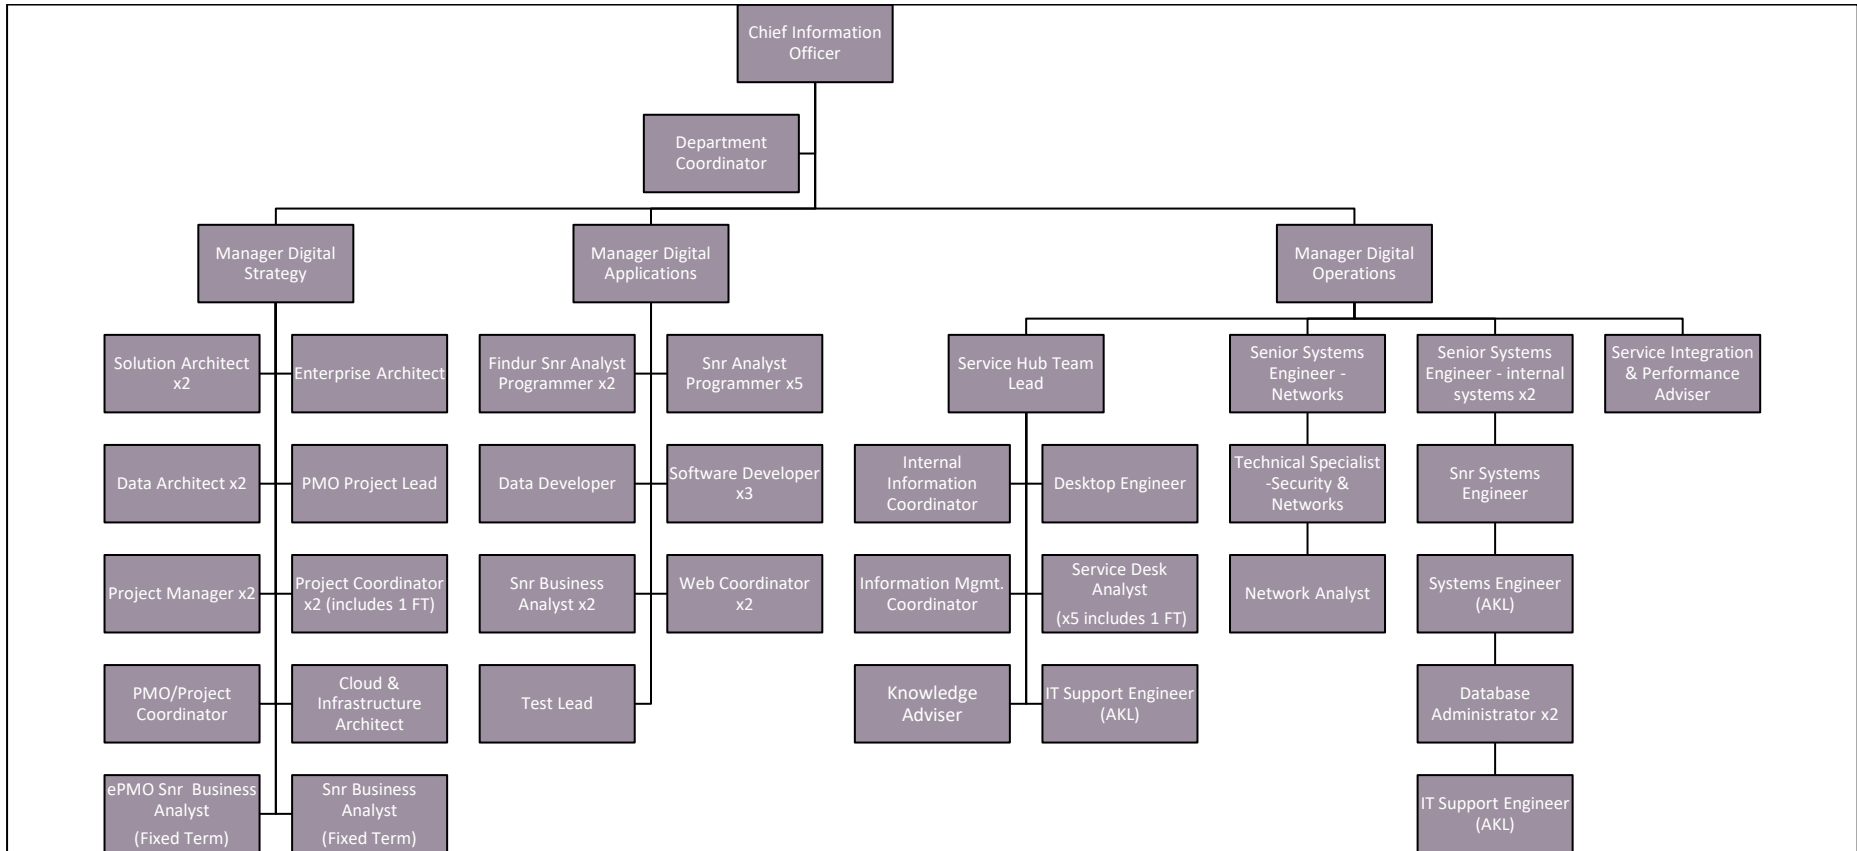 Chief Information
Officer
Department
Coordinator
Manager Digital
Strategy
Manager Digital
Applications
Manager Digital
Operations
Solution Architect
x2
Enterprise Architect
Findur Snr Analyst
Programmer x2
Snr Analyst
Programmer x5
Service Hub Team
Lead
Senior Systems
Engineer -
Networks
Senior Systems
Engineer - internal
systems x2
Service Integration
& Performance
Adviser
Data Architect x2
PMO Project Lead
Data Developer
Software Developer
x3
Internal
Information
Coordinator
Desktop Engineer
Technical Specialist
-Security &
Networks
Snr Systems
Engineer
Project Manager x2
Project Coordinator
x2 (includes 1 FT)
Snr Business
Analyst x2
Web Coordinator
x2
Information Mgmt.
Coordinator
Service Desk
Analyst
(x5 includes 1 FT)
Network Analyst
Systems Engineer
(AKL)
PMO/Project
Coordinator
Cloud &
Infrastructure
Architect
Test Lead
Knowledge
Adviser
IT Support Engineer
(AKL)
Database
Administrator x2
ePMO Snr  Business
Analyst
(Fixed Term)
Snr Business
Analyst
(Fixed Term)
IT Support Engineer
(AKL)